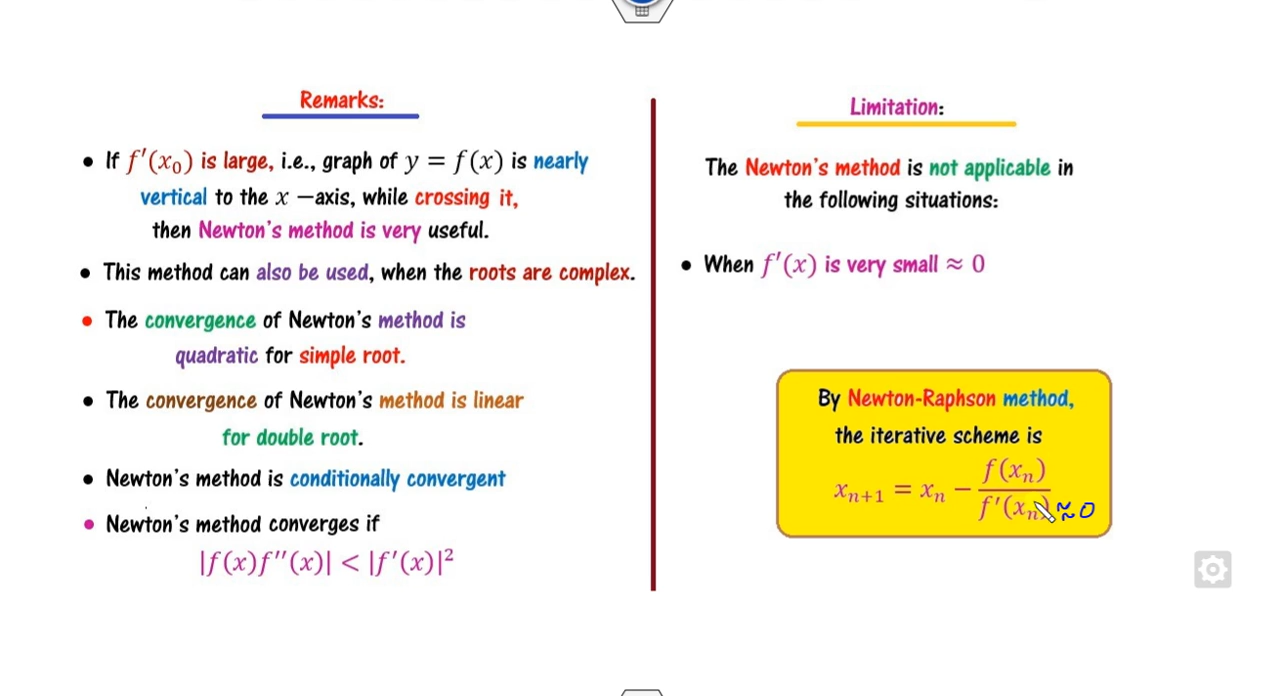 Remarks:
• If f′(x₀) is large, i.e., graph of y = f(x) is nearly
vertical to the x −axis, while crossing it,
then Newton's method is very useful.
• This method can also be used, when the roots are complex.
• The convergence of Newton's method is
quadratic for simple root.
• The convergence of Newton's method is linear
for double root.
• Newton's method is conditionally convergent
• Newton's method converges if
|f(x)f″(x)| < |f′(x)|²
Limitation:
The Newton's method is not applicable in
the following situations:
• When f′(x) is very small ≈ 0
By Newton-Raphson method,
the iterative scheme is
xₙ₊₁ = xₙ − f(xₙ) / f′(xₙ) ≈ 0